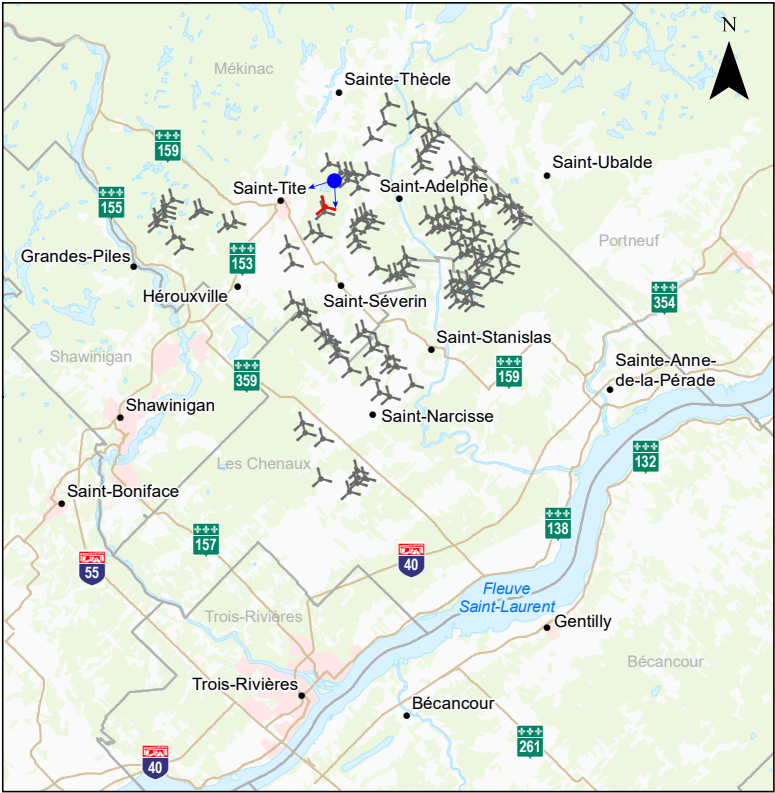 N
Mékinac
Sainte-Thècle
159
Saint-Ubalde
Saint-Tite
Saint-Adelphe
155
Portneuf
Grandes-Piles
153
Hérouxville
Saint-Séverin
354
Saint-Stanislas
Shawinigan
159
Sainte-Anne-
de-la-Pérade
359
Shawinigan
Saint-Narcisse
132
Les Chenaux
Saint-Boniface
138
157
40
55
Fleuve
Saint-Laurent
Trois-Rivières
Gentilly
Bécancour
Trois-Rivières
Bécancour
261
40